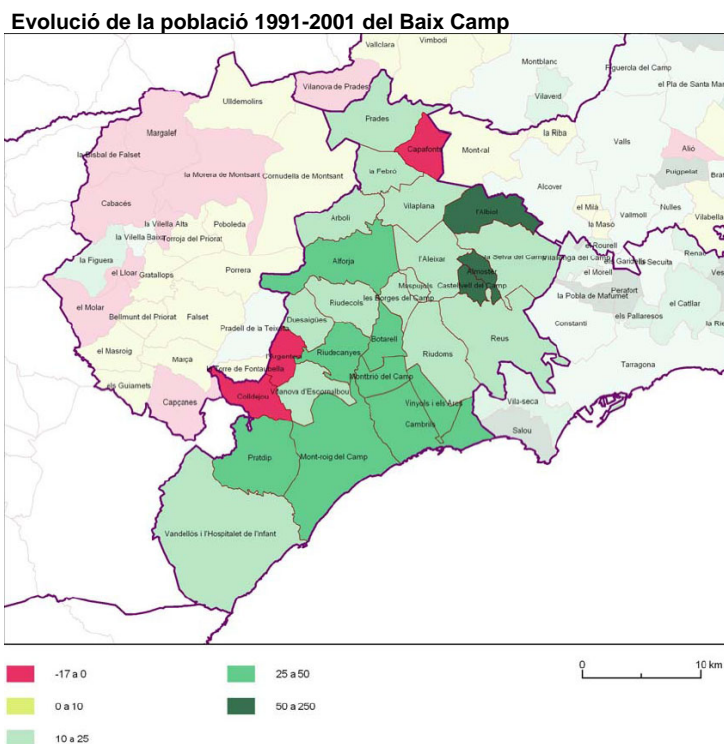 Evolució de la població 1991-2001 del Baix Camp
Vallclara
Vimbodí
Montblanc
Figuerola del Camp
el Pla de Santa Mar
Vilanova de Prades
Ulldemolins
Vilaverd
Prades
Margalef
la Riba
Valls
Capafonts
Mont-ral
Alió
la Bisbal de Falset
la Morera de Montsant
Cornudella de Montsant
la Febró
Puigpelat
Bra
Alcover
Cabacés
Vilaplana
el Milà
Vallmoll
Nulles
Arbolí
l'Albiol
la Masó
Vilabella
la Vilella Alta
Poboleda
la Vilella Baixa
Torroja del Priorat
el Rourell
Renau
la Figuera
Alforja
l'Aleixar
la Selva del Camp
Vilallonga del Camp
els Garidells
la Secuita
el Lloar
Gratallops
Porrera
Almoster
el Morell
Ves
Maspujols
Castellvell del Camp
Perafort
Riudecols
les Borges del Camp
la Pobla de Mafumet
el Catllar
el Molar
Bellmunt del Priorat
Falset
Duesaigües
els Pallaresos
Pradell de la Teixeta
Constantí
la Rie
Botarell
Reus
el Masroig
Marçà
l'Argentera
Riudecanyes
Riudoms
la Torre de Fontaubella
Tarragona
els Guiamets
Montbrió del Camp
Capçanes
Colldejou
Vilanova d'Escornalbou
Vinyols i els Arcs
Vila-seca
Cambrils
Salou
Pratdip
Mont-roig del Camp
Vandellòs i l'Hospitalet de l'Infant
-17 a 0
25 a 50
0
10 km
0 a 10
50 a 250
10 a 25